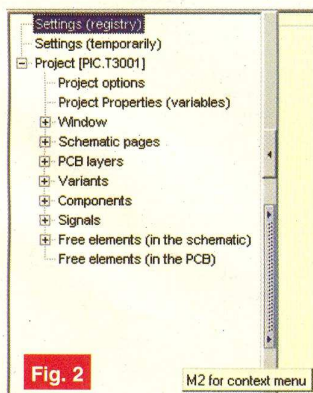 Settings (registry)
Settings (temporarily)
Project [PIC.T3001]
Project options
Project Properties (variables)
Window
Schematic pages
PCB layers
Variants
Components
Signals
Free elements (in the schematic)
Free elements (in the PCB)
Fig. 2
M2 for context menu